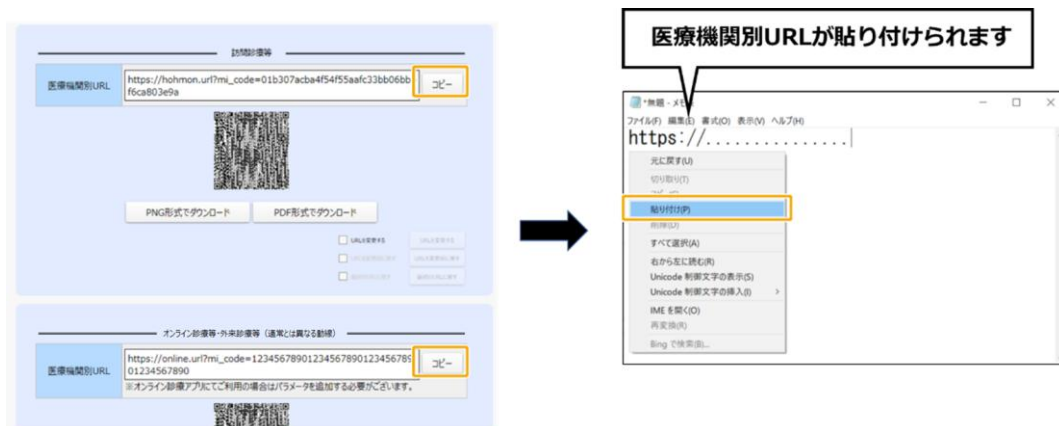 訪問診療等
医療機関別URL
https://hohmon.url?mi_code=01b307acba4f54f55aafc33bb06bb
f6ca803e9a
コピー
PNG形式でダウンロード
PDF形式でダウンロード
URLを変更する
URLを変更する
オンライン診療等・外来診療等（通常とは異なる動線）
医療機関別URL
https://online.url?mi_code=12345678901234567890123456789
01234567890
コピー
※オンライン診療アプリにてご利用の場合はパラメータを追加する必要がございます。
医療機関別URLが貼り付けられます
*無題 - メモ
ファイル(F) 編集(E) 書式(O) 表示(V) ヘルプ(H)
https://...............
元に戻す(U)
切り取り(T)
貼り付け(P)
削除(D)
すべて選択(A)
右から左に読む(R)
Unicode 制御文字の表示(S)
Unicode 制御文字の挿入(I)
IME を開く(O)
再変換(R)
Bing で検索(B)...